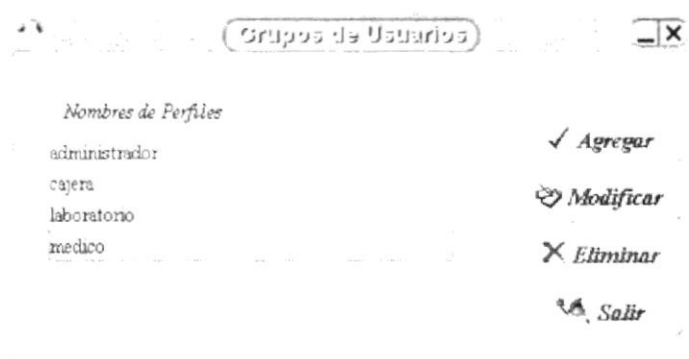 Grupos de Usuarios
Nombres de Perfiles
administrador
cajera
laboratorio
medico
Agregar
Modificar
Eliminar
Salir